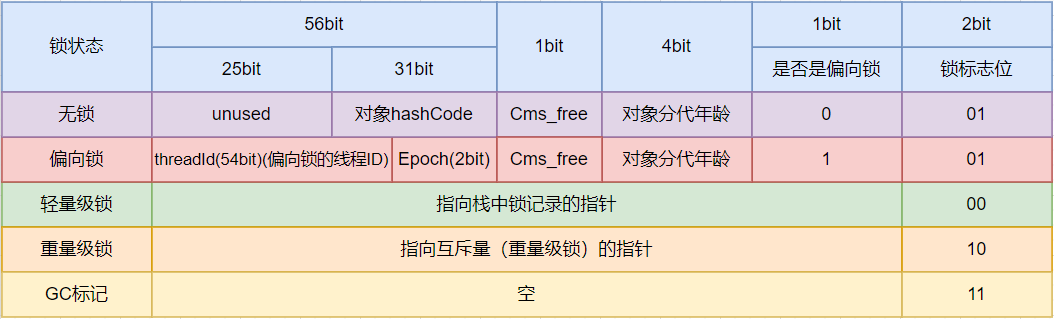 锁状态 56bit 1bit 4bit 1bit 2bit
25bit 31bit 是否是偏向锁 锁标志位
无锁 unused 对象hashCode Cms_free 对象分代年龄 0 01
偏向锁 threadId(54bit)(偏向锁的线程ID) Epoch(2bit) Cms_free 对象分代年龄 1 01
轻量级锁 指向栈中锁记录的指针 00
重量级锁 指向互斥量（重量级锁）的指针 10
GC标记 空 11